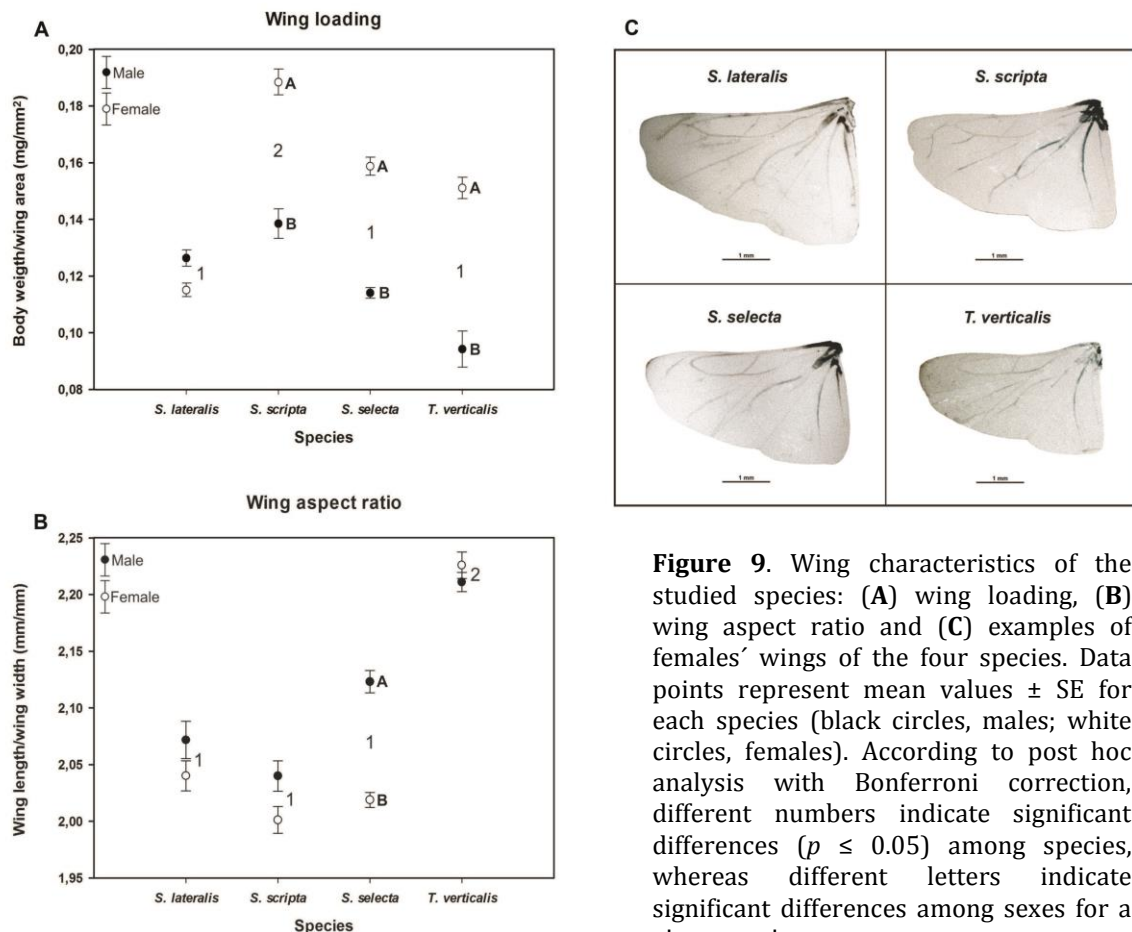 A
Wing loading
0,20
0,18
0,16
0,14
0,12
0,10
0,08
Body weigth/wing area (mg/mm²)
Male
Female
A
2
B
1
A
1
B
A
1
B
S. lateralis S. scripta S. selecta T. verticalis
Species
B
Wing aspect ratio
2,25
2,20
2,15
2,10
2,05
2,00
1,95
Wing length/wing width (mm/mm)
Male
Female
1
1
A
1
B
2
S. lateralis S. scripta S. selecta T. verticalis
Species
C
S. lateralis
1 mm
S. scripta
1 mm
S. selecta
1 mm
T. verticalis
1 mm
Figure 9. Wing characteristics of the
studied species: (A) wing loading, (B)
wing aspect ratio and (C) examples of
females´ wings of the four species. Data
points represent mean values ± SE for
each species (black circles, males; white
circles, females). According to post hoc
analysis with Bonferroni correction,
different numbers indicate significant
differences (p ≤ 0.05) among species,
whereas different letters indicate
significant differences among sexes for a